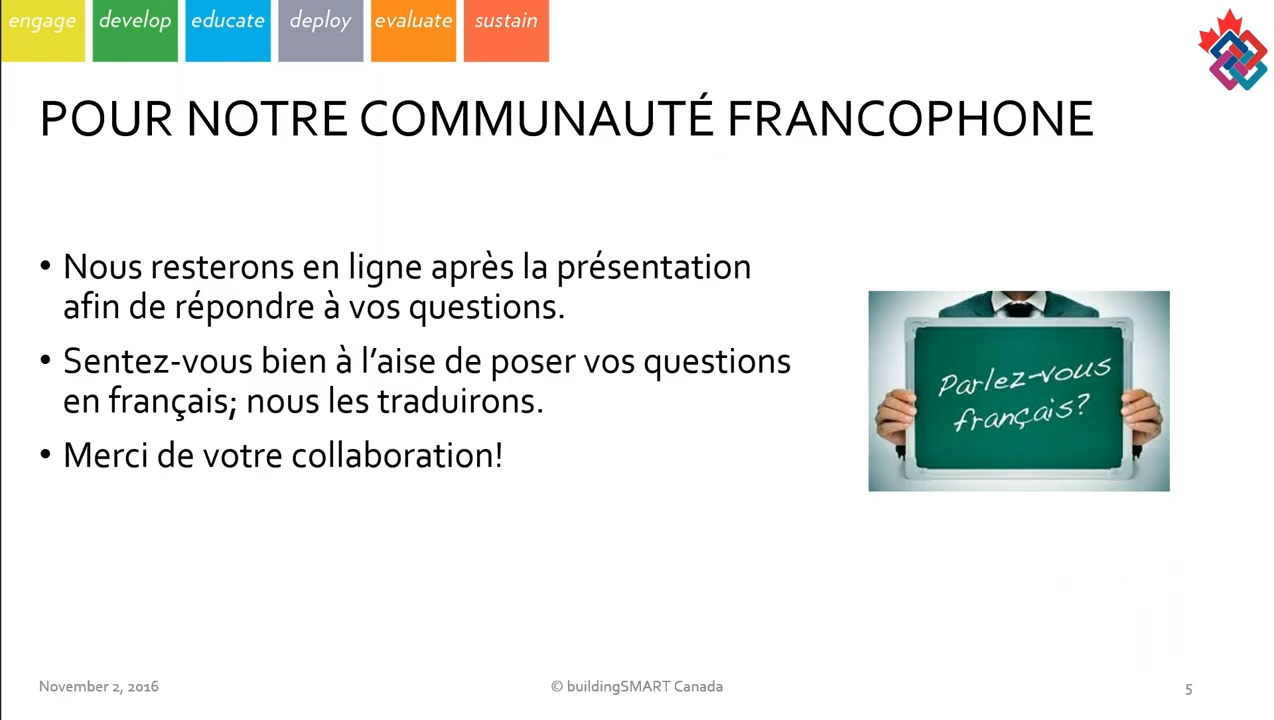 engage develop educate deploy evaluate sustain
POUR NOTRE COMMUNAUTÉ FRANCOPHONE
• Nous resterons en ligne après la présentation
afin de répondre à vos questions.
• Sentez-vous bien à l’aise de poser vos questions
en français; nous les traduirons.
• Merci de votre collaboration!
Parlez-vous
français?
November 2, 2016 © buildingSMART Canada 5